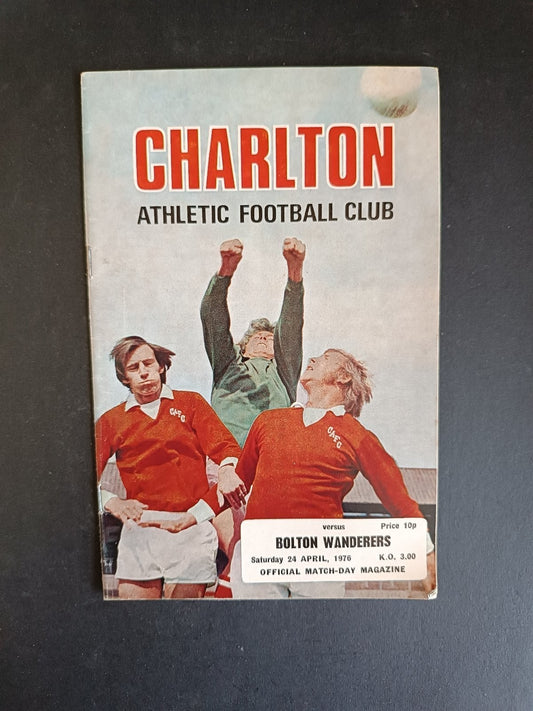 CHARLTON
ATHLETIC FOOTBALL CLUB
CAFC
CAFC
versus Price 10p
BOLTON WANDERERS
Saturday 24 APRIL, 1976 K.O. 3.00
OFFICIAL MATCH-DAY MAGAZINE